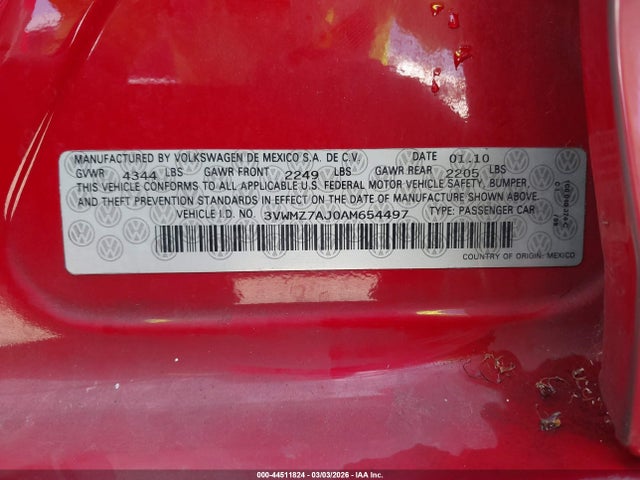 MANUFACTURED BY VOLKSWAGEN DE MEXICO S.A. DE C.V. DATE 01.10
GVWR 4344 LBS GAWR FRONT 2249 LBS GAWR REAR 2205 LBS
THIS VEHICLE CONFORMS TO ALL APPLICABLE U.S. FEDERAL MOTOR VEHICLE SAFETY, BUMPER,
AND THEFT PREVENTION STANDARDS IN EFFECT ON THE DATE OF MANUFACTURE SHOWN ABOVE.
VEHICLE I.D. NO. 3VWMZ7AJ0AM654497 TYPE: PASSENGER CAR
COUNTRY OF ORIGIN: MEXICO
000-44511824 | 03/03/2026 - IAA Inc.